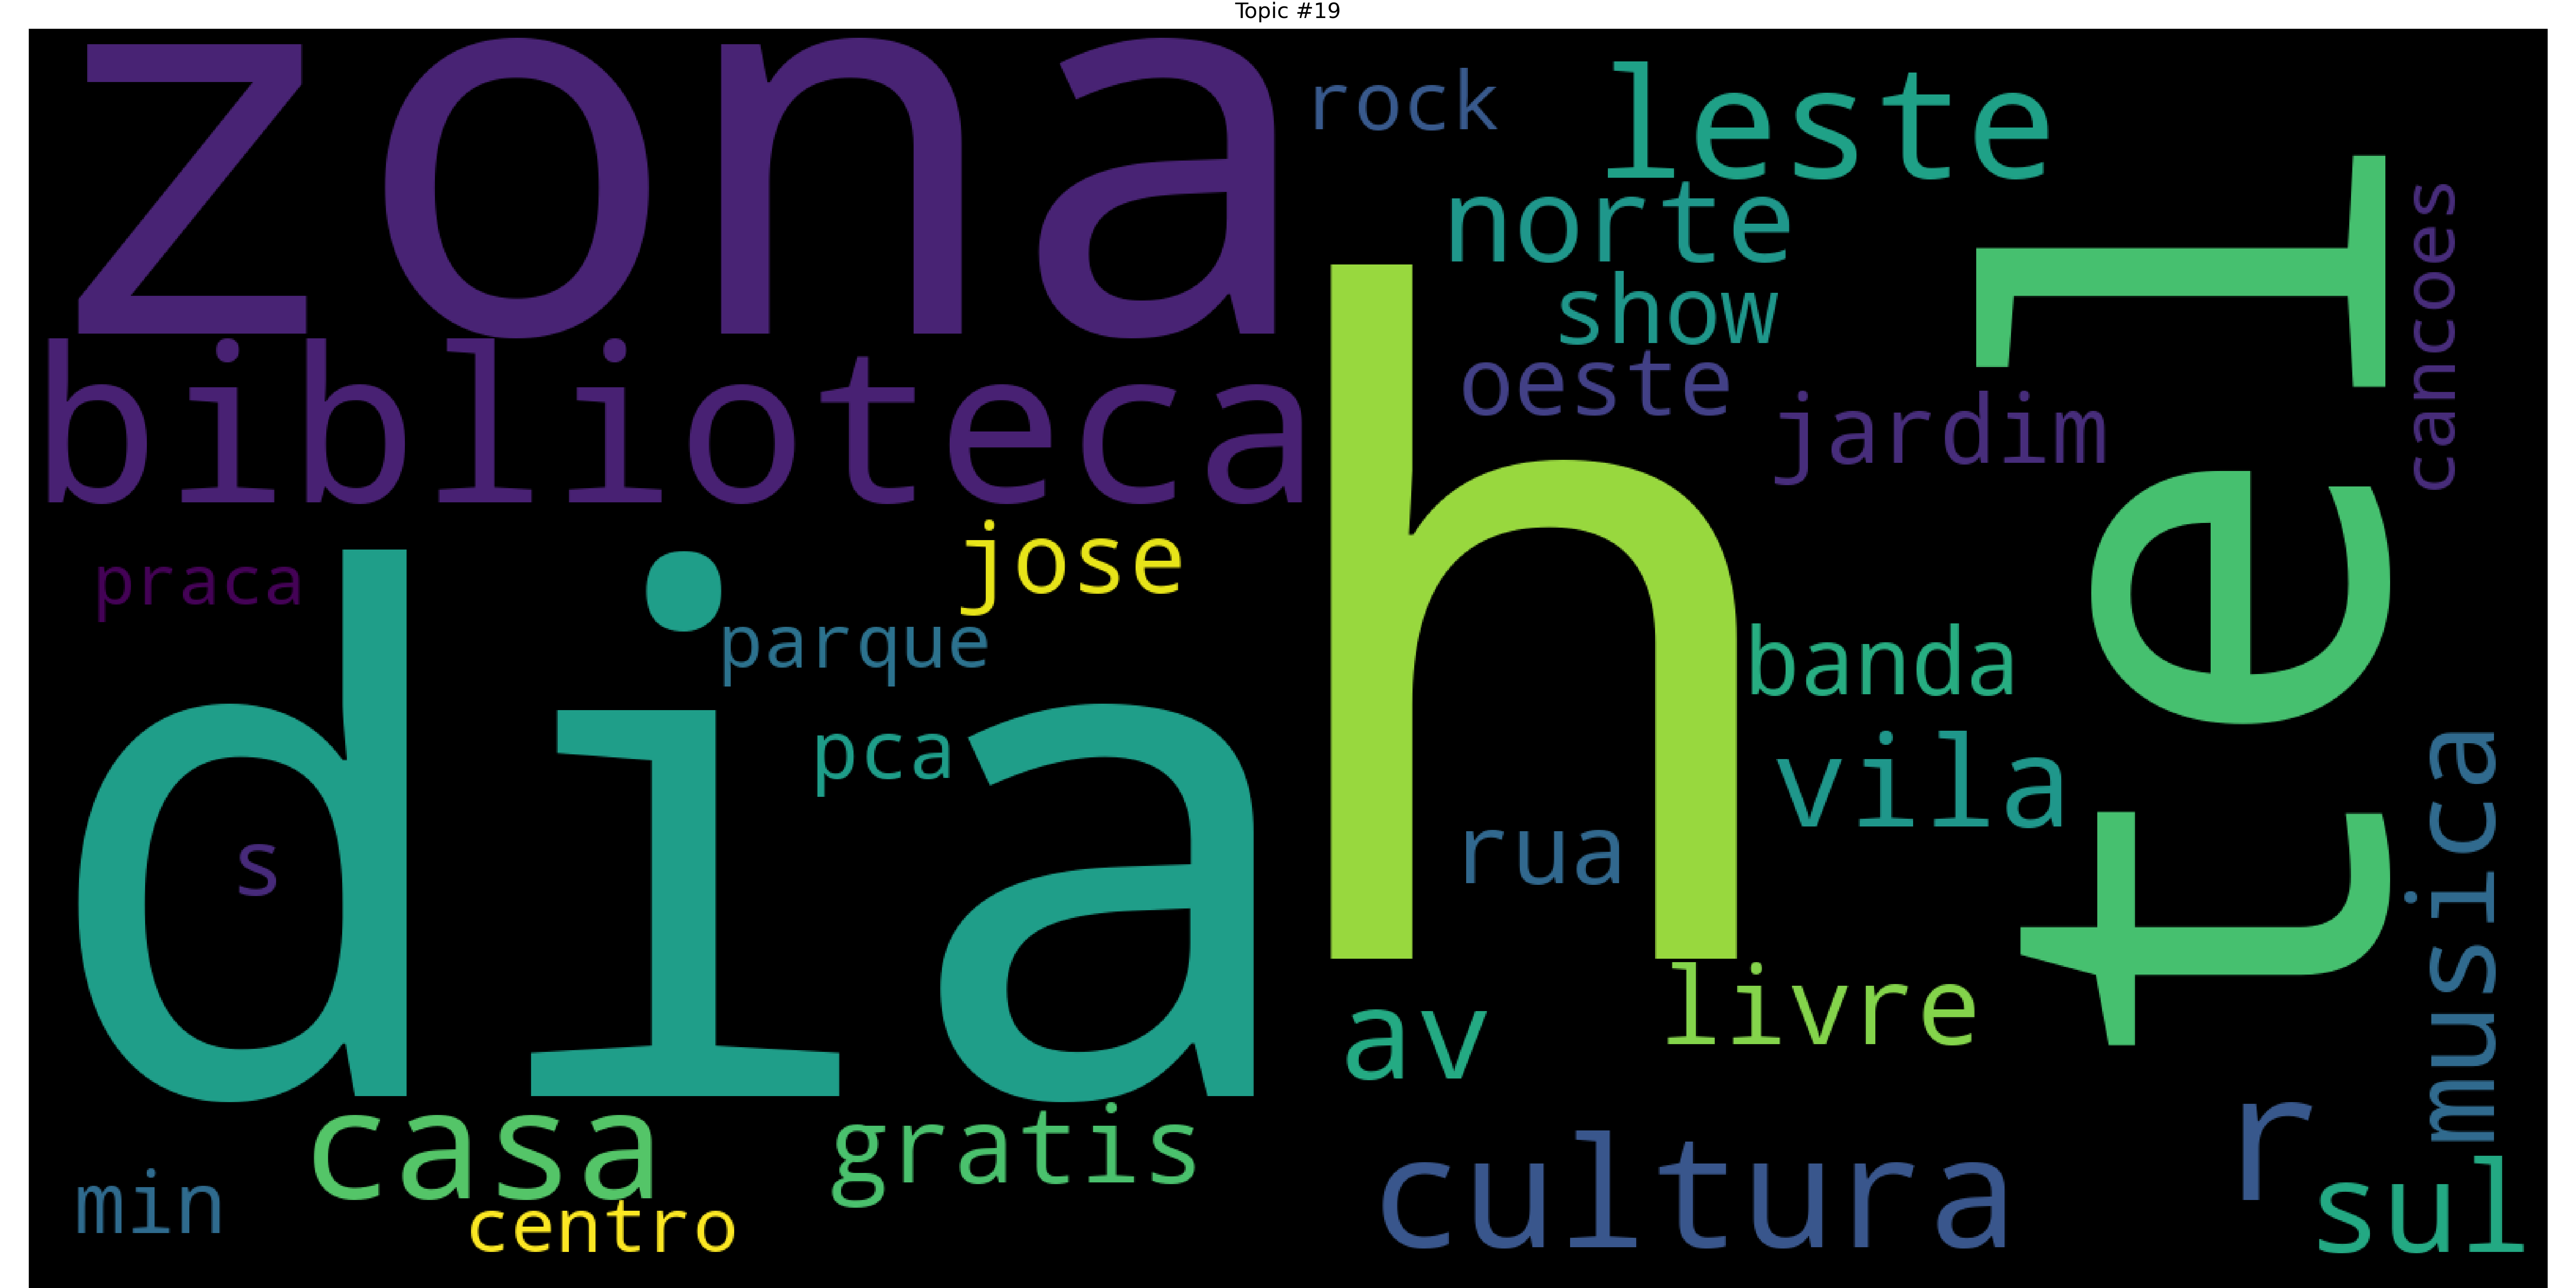 Topic #19
zona
rock
leste
norte
show
oeste
jardim
cancoes
biblioteca
h
tel
jose
praca
dia
parque
pca
s
banda
vila
rua
musica
av
livre
casa
gratis
cultura
r
sul
min
centro